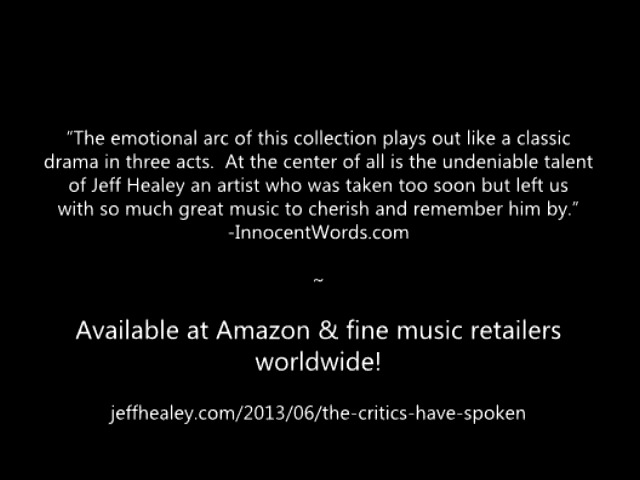 "The emotional arc of this collection plays out like a classic
drama in three acts.  At the center of all is the undeniable talent
of Jeff Healey an artist who was taken too soon but left us
with so much great music to cherish and remember him by."
-InnocentWords.com
~
Available at Amazon & fine music retailers
worldwide!
jeffhealey.com/2013/06/the-critics-have-spoken